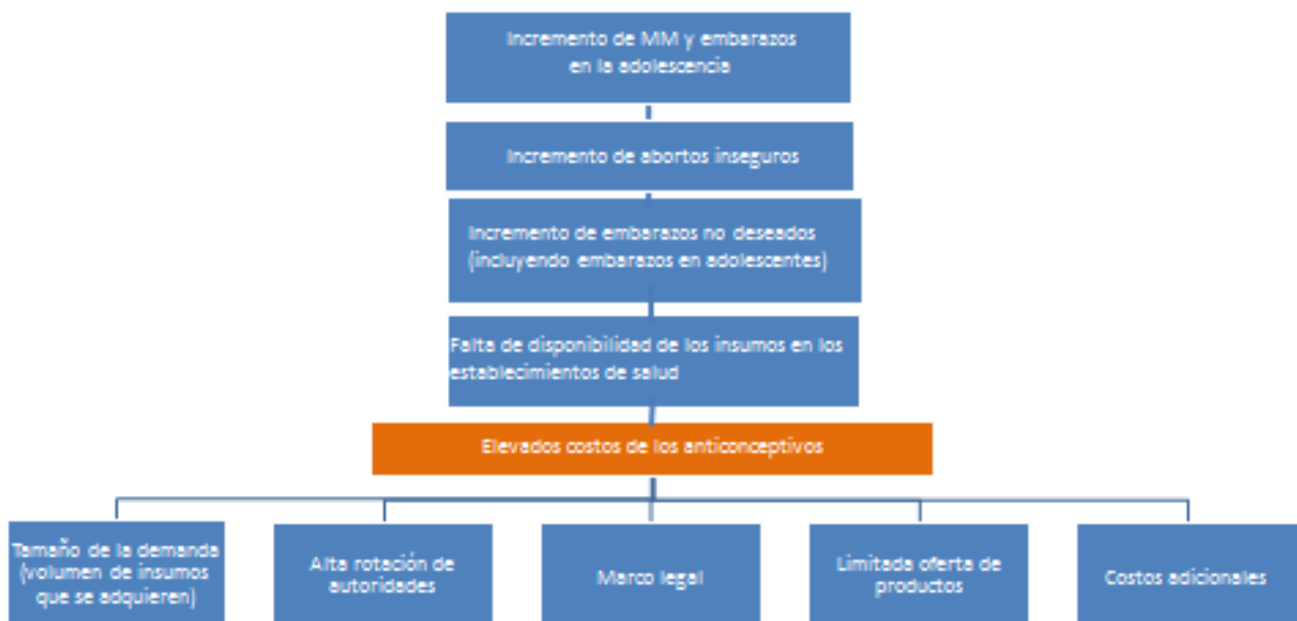 Incremento de MM y embarazos
en la adolescencia
Incremento de abortos inseguros
Incremento de embarazos no deseados
(incluyendo embarazos en adolescentes)
Falta de disponibilidad de los insumos en los
establecimientos de salud
Elevados costos de los anticonceptivos
Tamaño de la demanda
(volumen de insumos
que se adquieren)
Alta rotación de
autoridades
Marco legal
Limitada oferta de
productos
Costos adicionales